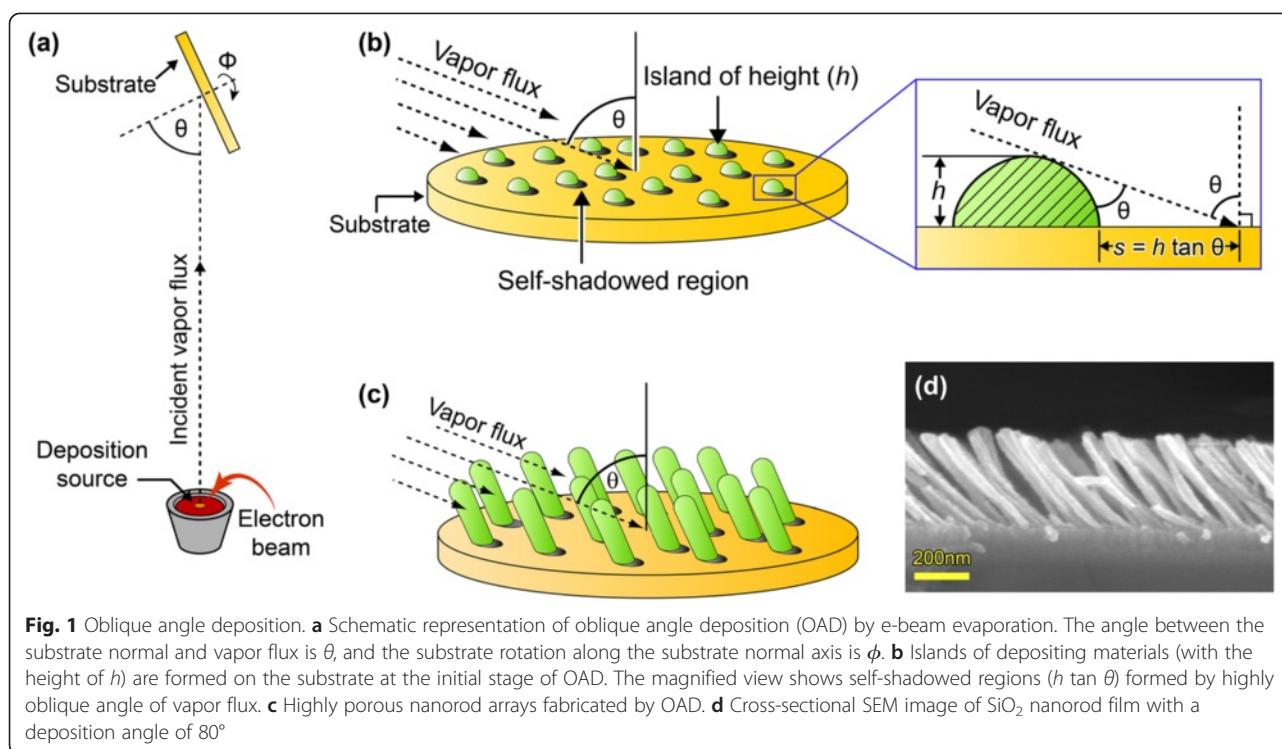 (a)
Substrate
Φ
θ
Incident vapor flux
Deposition
source
Electron
beam
(b)
Vapor flux
θ
Island of height (h)
Substrate
Self-shadowed region
Vapor flux
h
θ
θ
s = h tan θ
(c)
Vapor flux
θ
(d)
200nm
Fig. 1 Oblique angle deposition. a Schematic representation of oblique angle deposition (OAD) by e-beam evaporation. The angle between the
substrate normal and vapor flux is θ, and the substrate rotation along the substrate normal axis is ϕ. b Islands of depositing materials (with the
height of h) are formed on the substrate at the initial stage of OAD. The magnified view shows self-shadowed regions (h tan θ) formed by highly
oblique angle of vapor flux. c Highly porous nanorod arrays fabricated by OAD. d Cross-sectional SEM image of SiO₂ nanorod film with a
deposition angle of 80°